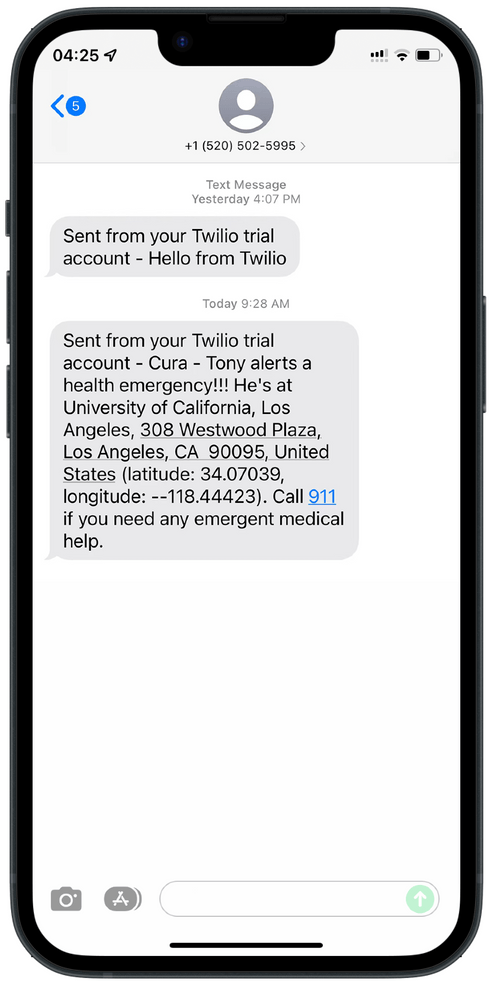 04:25
5
+1 (520) 502-5995
Text Message
Yesterday 4:07 PM
Sent from your Twilio trial
account - Hello from Twilio
Today 9:28 AM
Sent from your Twilio trial
account - Cura - Tony alerts a
health emergency!!! He's at
University of California, Los
Angeles, 308 Westwood Plaza,
Los Angeles, CA  90095, United
States (latitude: 34.07039,
longitude: --118.44423). Call 911
if you need any emergent medical
help.